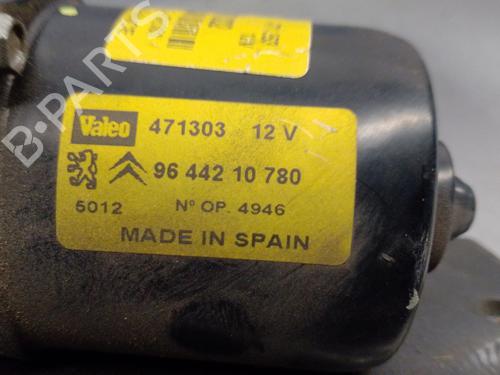 B-PARTS
Valeo 471303 12 V
96 442 10 780
5012 Nº OP. 4946
MADE IN SPAIN